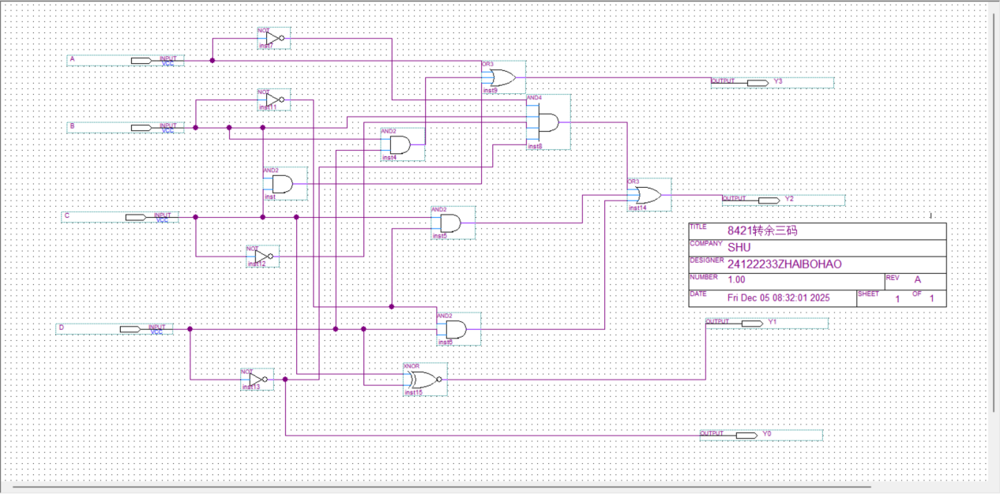 NOT
inst7
A
INPUT
VCC
OR3
inst9
OUTPUT
Y3
NOT
inst11
AND4
inst8
B
INPUT
VCC
AND2
inst4
AND2
inst
OR3
inst14
OUTPUT
Y2
C
INPUT
VCC
AND2
inst5
NOT
inst12
TITLE 8421转余三码
COMPANY SHU
DESIGNER 24122233ZHAIBOHAO
NUMBER 1.00 REV A
DATE Fri Dec 05 08:32:01 2025 SHEET 1 OF 1
D
INPUT
VCC
AND2
inst6
OUTPUT
Y1
NOT
inst13
XNOR
inst15
OUTPUT
Y0